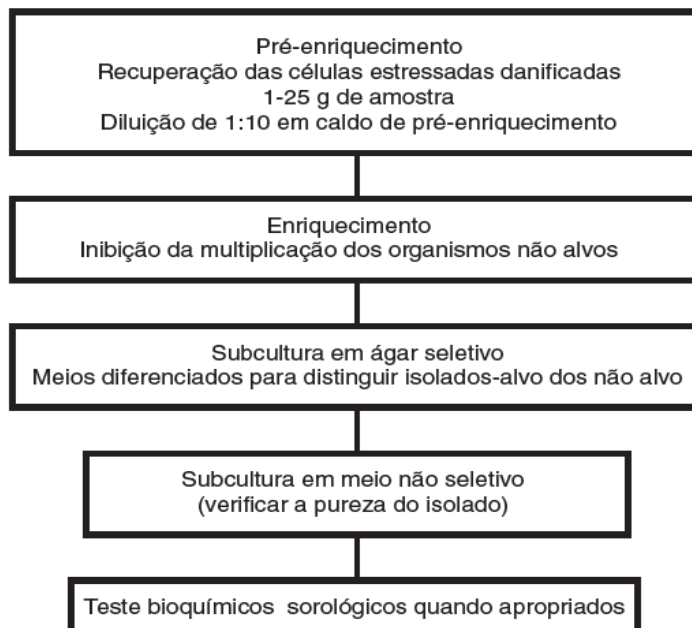 Pré-enriquecimento
Recuperação das células estressadas danificadas
1-25 g de amostra
Diluição de 1:10 em caldo de pré-enriquecimento
Enriquecimento
Inibição da multiplicação dos organismos não alvos
Subcultura em ágar seletivo
Meios diferenciados para distinguir isolados-alvo dos não alvo
Subcultura em meio não seletivo
(verificar a pureza do isolado)
Teste bioquímicos sorológicos quando apropriados